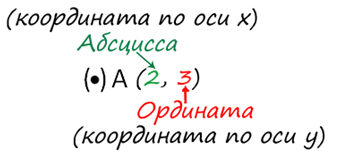 (координата по оси x)
Абсцисса
(•) A (2, 3)
Ордината
(координата по оси y)